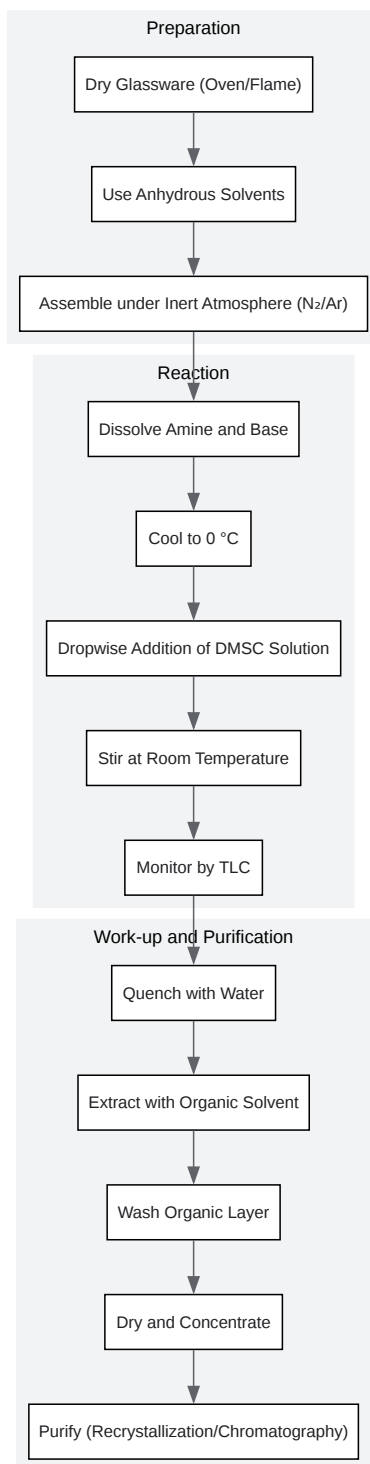 Preparation
Dry Glassware (Oven/Flame)
Use Anhydrous Solvents
Assemble under Inert Atmosphere (N₂/Ar)
Reaction
Dissolve Amine and Base
Cool to 0 °C
Dropwise Addition of DMSC Solution
Stir at Room Temperature
Monitor by TLC
Work-up and Purification
Quench with Water
Extract with Organic Solvent
Wash Organic Layer
Dry and Concentrate
Purify (Recrystallization/Chromatography)